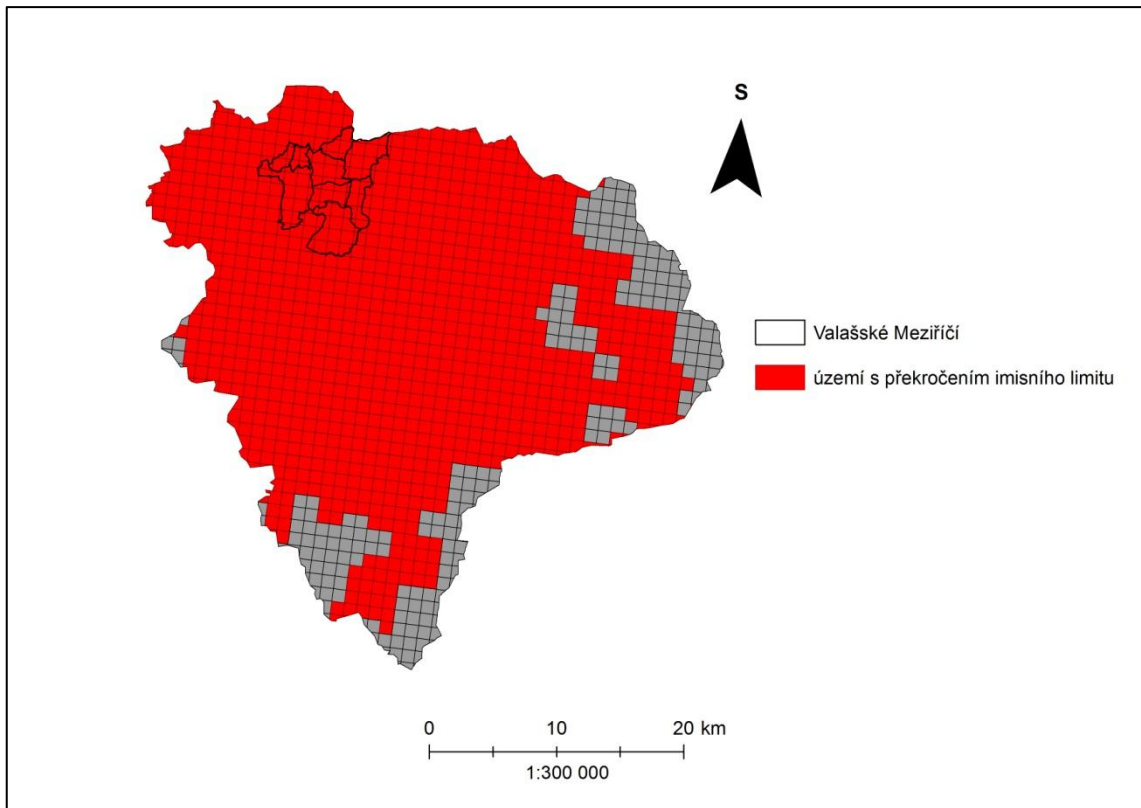 S
Valašské Meziříčí
území s překročením imisního limitu
0 10 20 km
1:300 000